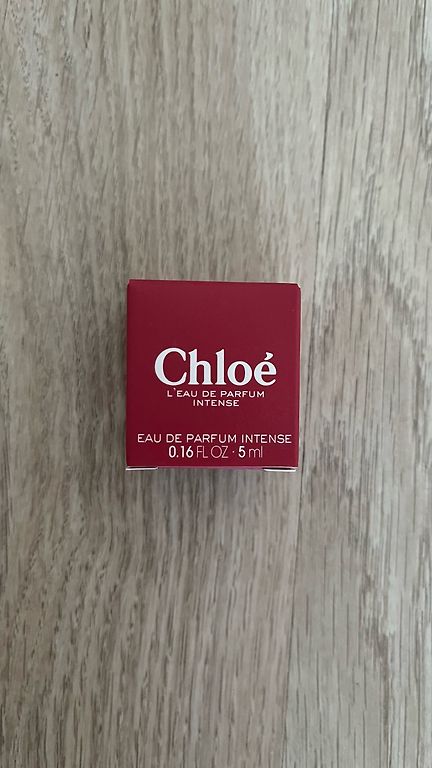 Chloé
L'EAU DE PARFUM
INTENSE
EAU DE PARFUM INTENSE
0.16 FL OZ · 5 ml